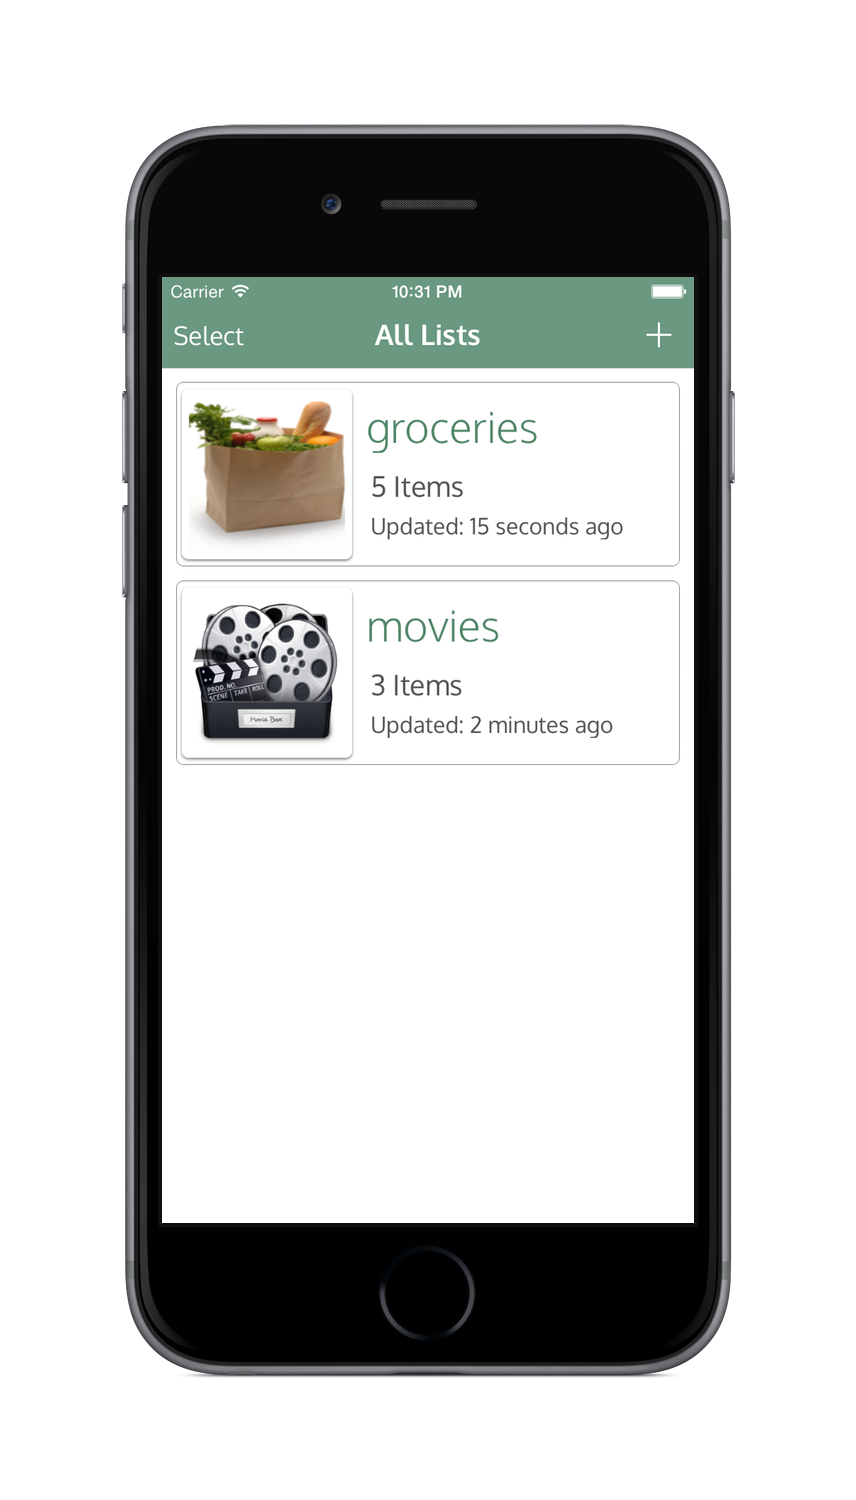 Carrier 10:31 PM
Select All Lists
groceries
5 Items
Updated: 15 seconds ago
movies
3 Items
Updated: 2 minutes ago
PROD. NO.
SCENE TAKE ROLL
Movie Box